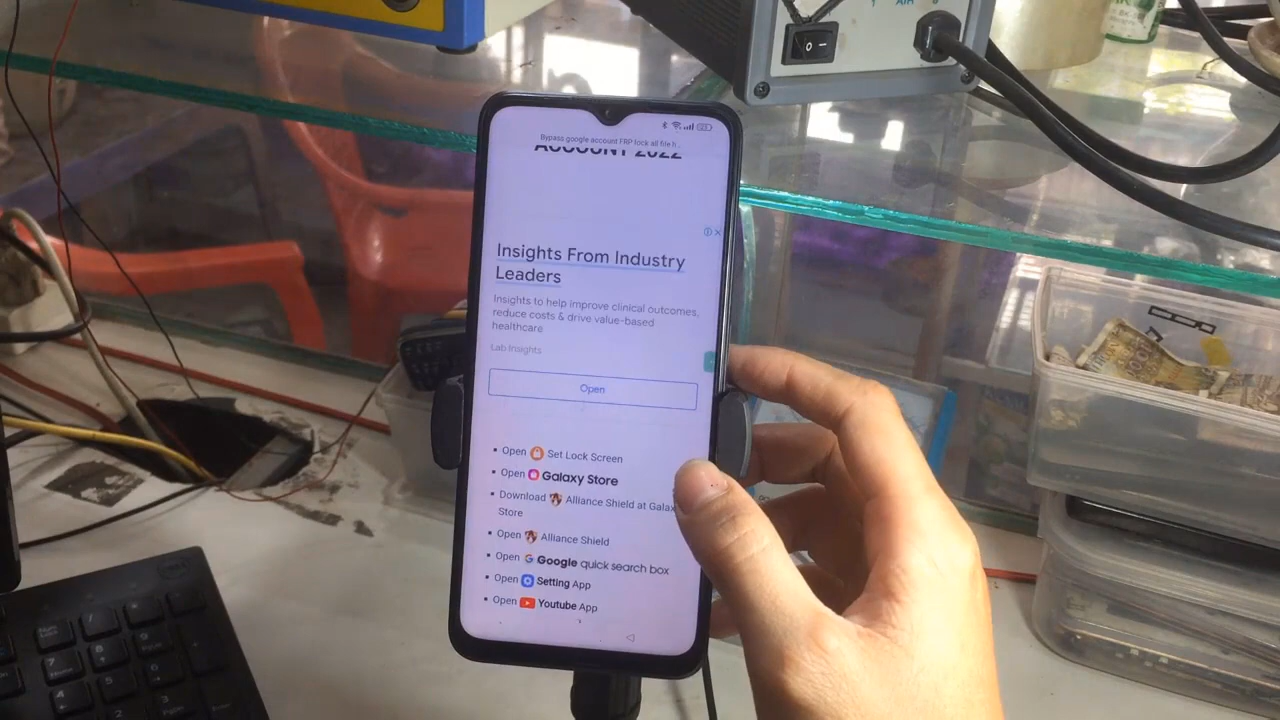 Bypass google account FRP lock all file h..
ACCOUNT 2022
Insights From Industry
Leaders
Insights to help improve clinical outcomes,
reduce costs & drive value-based
healthcare
Lab Insights
Open
Open Set Lock Screen
Open Galaxy Store
Download Alliance Shield at Galax
Store
Open Alliance Shield
Open Google quick search box
Open Setting App
Open Youtube App